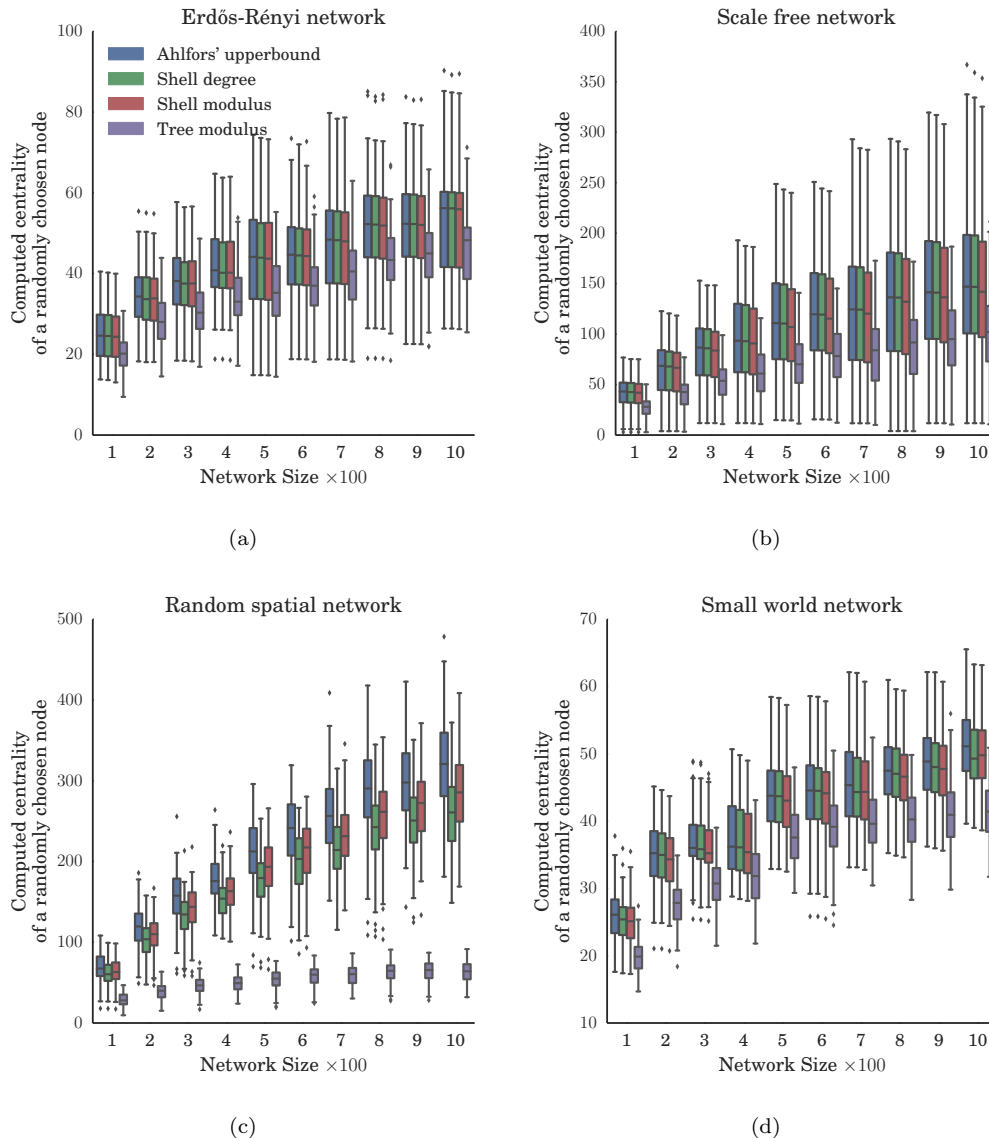 Erdős-Rényi network
Computed centrality
of a randomly choosen node
100
80
60
40
20
0
Ahlfors' upperbound
Shell degree
Shell modulus
Tree modulus
1 2 3 4 5 6 7 8 9 10
Network Size ×100
(a)
Scale free network
Computed centrality
of a randomly choosen node
400
350
300
250
200
150
100
50
0
1 2 3 4 5 6 7 8 9 10
Network Size ×100
(b)
Random spatial network
Computed centrality
of a randomly choosen node
500
400
300
200
100
0
1 2 3 4 5 6 7 8 9 10
Network Size ×100
(c)
Small world network
Computed centrality
of a randomly choosen node
70
60
50
40
30
20
10
1 2 3 4 5 6 7 8 9 10
Network Size ×100
(d)